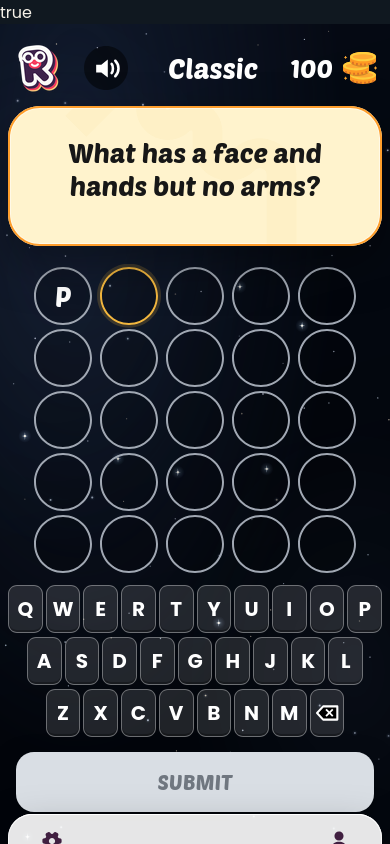 true
R
Classic
100
What has a face and
hands but no arms?
P
Q W E R T Y U I O P
A S D F G H J K L
Z X C V B N M
SUBMIT